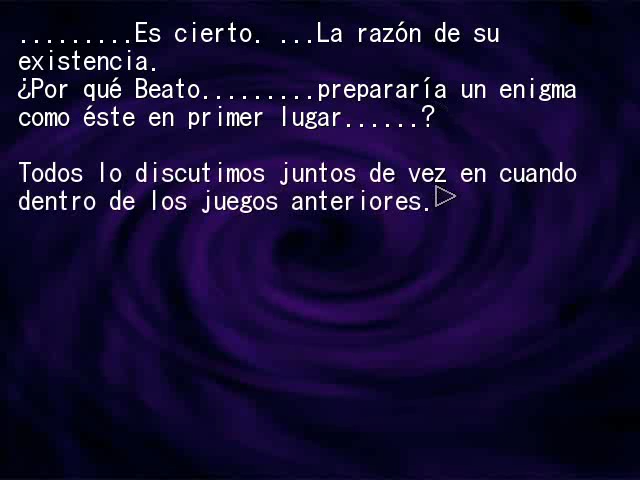 .........Es cierto. ...La razón de su
existencia.
¿Por qué Beato.........prepararía un enigma
como éste en primer lugar......?
Todos lo discutimos juntos de vez en cuando
dentro de los juegos anteriores.